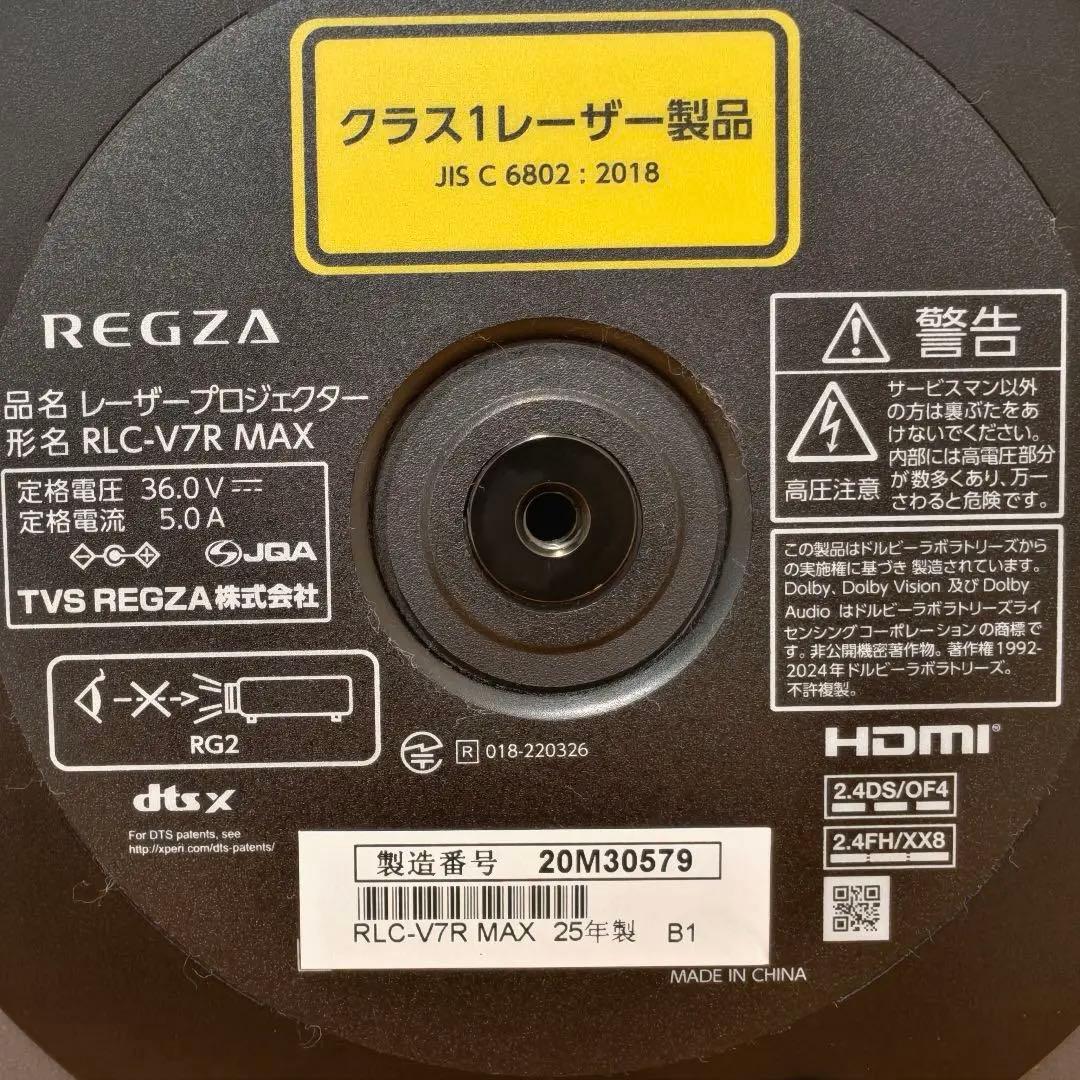 クラス1レーザー製品
JIS C 6802 : 2018
REGZA
品名 レーザープロジェクター
形名 RLC-V7R MAX
定格電圧 36.0V
定格電流 5.0A
JQA
TVS REGZA株式会社
RG2
dts X
For DTS patents, see
http://xperi.com/dts-patents/
R 018-220326
警告
高圧注意
サービスマン以外
の方は裏ぶたをあ
けないでください。
内部には高電圧部分
が数多くあり、万一
さわると危険です。
この製品はドルビーラボラトリーズから
の実施権に基づき 製造されています。
Dolby、Dolby Vision 及び Dolby
Audio はドルビーラボラトリーズライ
センシングコーポレーションの商標で
す。非公開機密著作物。著作権1992-
2024年ドルビーラボラトリーズ。
不許複製。
HDMI®
2.4DS/OF4
2.4FH/XX8
製造番号 20M30579
RLC-V7R MAX 25年製 B1
MADE IN CHINA